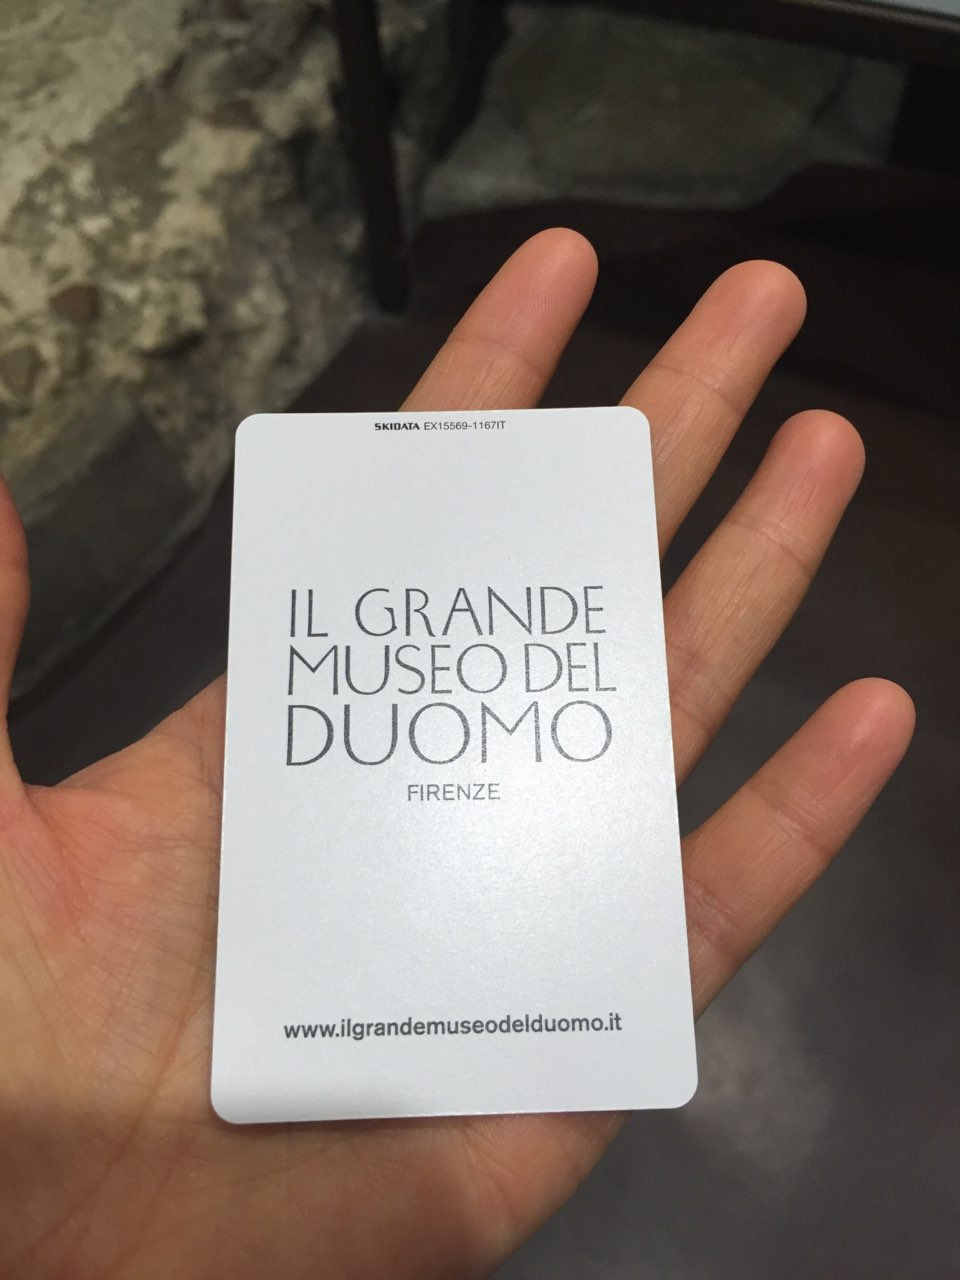 SKIDATA EX15569-1167IT
IL GRANDE
MUSEO DEL
DUOMO
FIRENZE
www.ilgrandemuseodelduomo.it